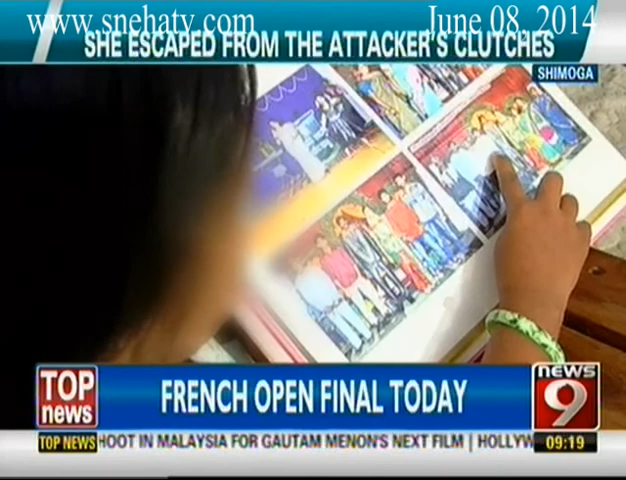 www.snehatv.com
June 08, 2014
SHE ESCAPED FROM THE ATTACKER'S CLUTCHES
SHIMOGA
TOP news
FRENCH OPEN FINAL TODAY
NEWS 9
TOP NEWS HOOT IN MALAYSIA FOR GAUTAM MENON'S NEXT FILM | HOLLYW
09:19